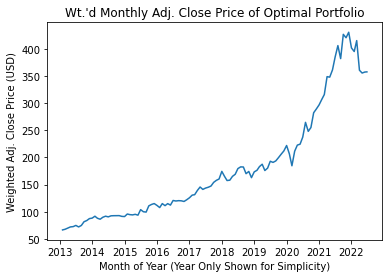 Wt.'d Monthly Adj. Close Price of Optimal Portfolio
Weighted Adj. Close Price (USD)
400
350
300
250
200
150
100
50
2013 2014 2015 2016 2017 2018 2019 2020 2021 2022
Month of Year (Year Only Shown for Simplicity)